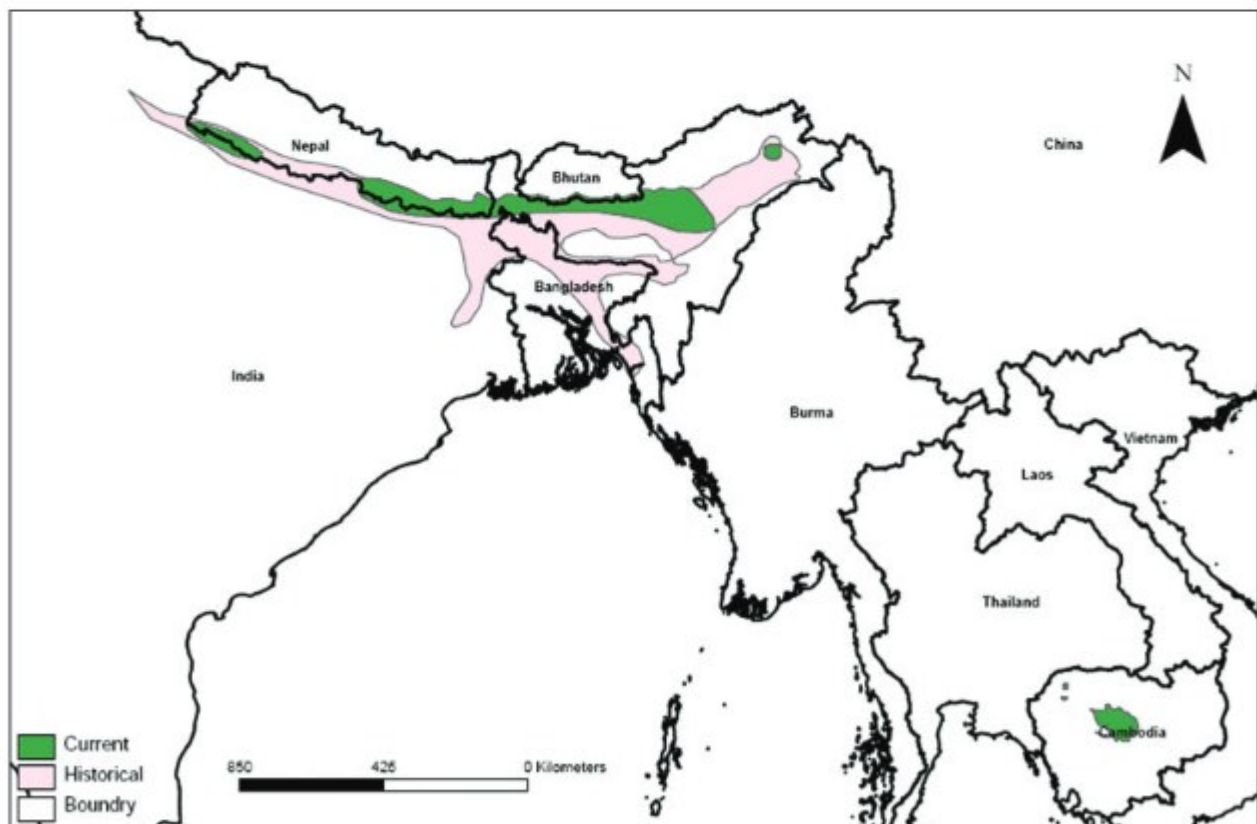 N
China
Nepal
Bhutan
Bangladesh
India
Burma
Vietnam
Laos
Thailand
Cambodia
Current
Historical
Boundry
850 425 0 Kilometers